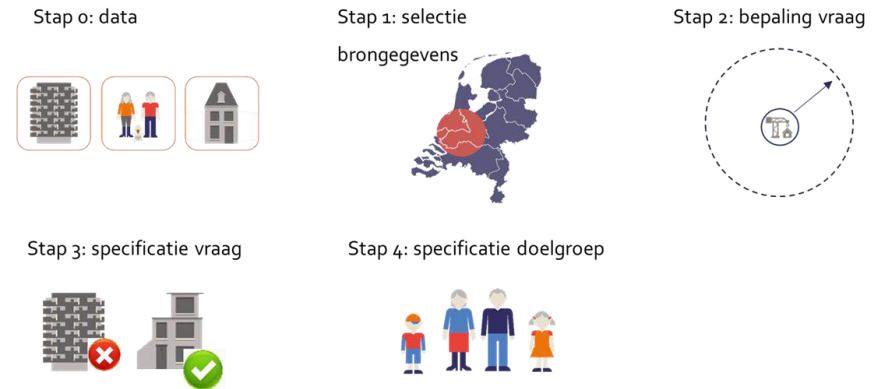 Stap 0: data
Stap 1: selectie
brongegevens
Stap 2: bepaling vraag
Stap 3: specificatie vraag
Stap 4: specificatie doelgroep